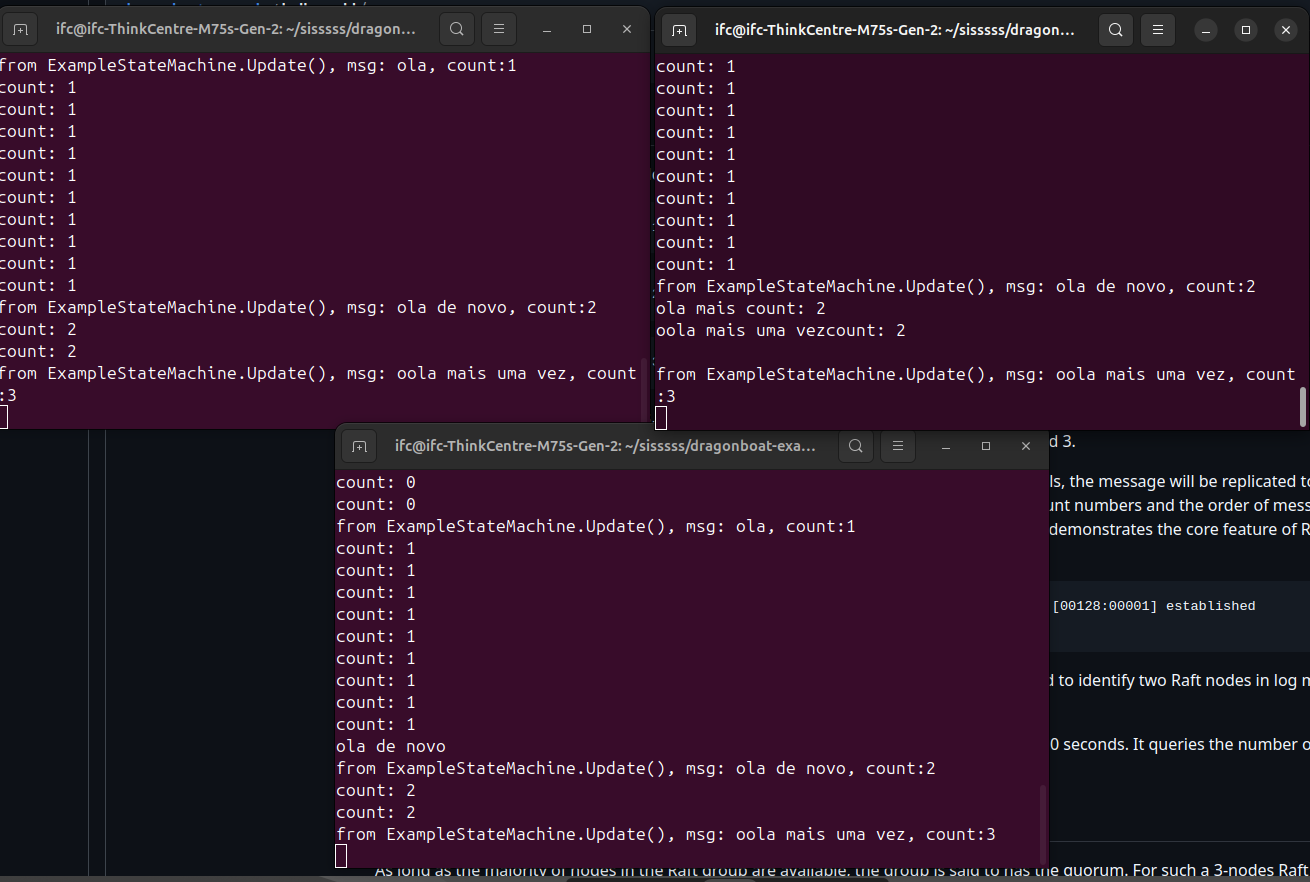 ifc@ifc-ThinkCentre-M75s-Gen-2: ~/sisssss/dragon...
from ExampleStateMachine.Update(), msg: ola, count:1
count: 1
count: 1
count: 1
count: 1
count: 1
count: 1
count: 1
count: 1
count: 1
count: 1
from ExampleStateMachine.Update(), msg: ola de novo, count:2
count: 2
count: 2
from ExampleStateMachine.Update(), msg: oola mais uma vez, count
:3
ifc@ifc-ThinkCentre-M75s-Gen-2: ~/sisssss/dragon...
count: 1
count: 1
count: 1
count: 1
count: 1
count: 1
count: 1
count: 1
count: 1
count: 1
from ExampleStateMachine.Update(), msg: ola de novo, count:2
ola mais count: 2
oola mais uma vezcount: 2
from ExampleStateMachine.Update(), msg: oola mais uma vez, count
:3
ifc@ifc-ThinkCentre-M75s-Gen-2: ~/sisssss/dragonboat-exa...
count: 0
count: 0
from ExampleStateMachine.Update(), msg: ola, count:1
count: 1
count: 1
count: 1
count: 1
count: 1
count: 1
count: 1
count: 1
count: 1
ola de novo
from ExampleStateMachine.Update(), msg: ola de novo, count:2
count: 2
count: 2
from ExampleStateMachine.Update(), msg: oola mais uma vez, count:3
d 3.
ls, the message will be replicated to
unt numbers and the order of mess
demonstrates the core feature of R
[00128:00001] established
d to identify two Raft nodes in log m
0 seconds. It queries the number o
As long as the majority of nodes in the Raft group are available, the group is said to has the quorum. For such a 3-nodes Raft